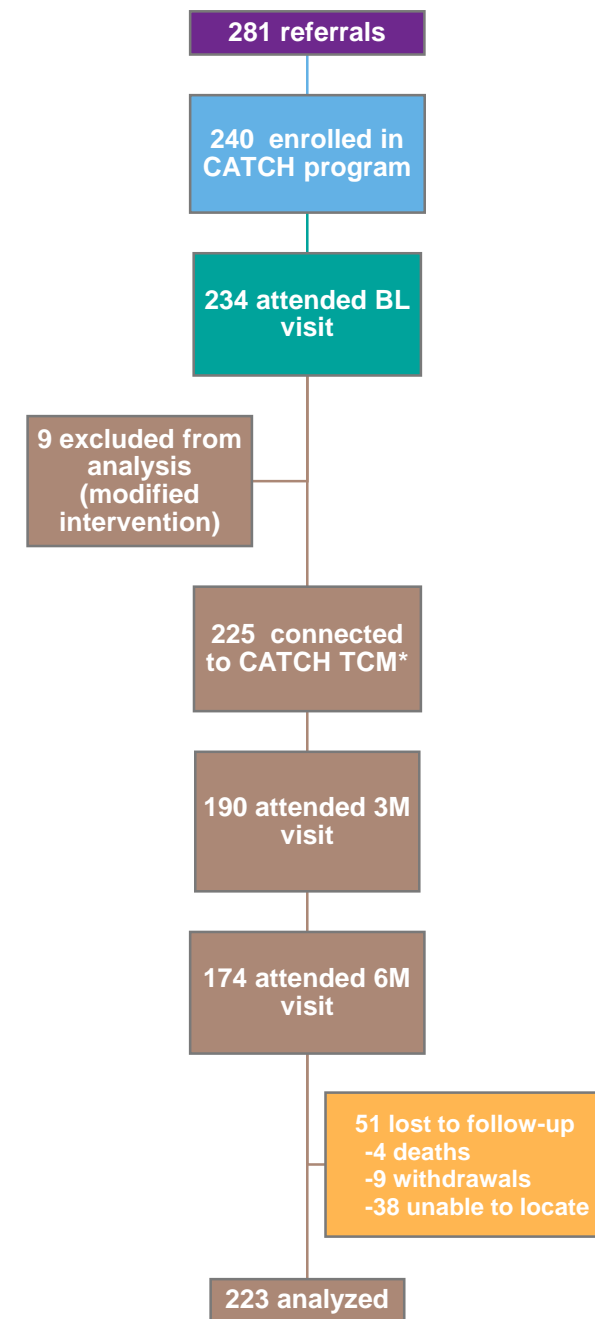 281 referrals
240  enrolled in
CATCH program
234 attended BL
visit
9 excluded from
analysis
(modified
intervention)
225  connected
to CATCH TCM*
190 attended 3M
visit
174 attended 6M
visit
51 lost to follow-up
-4 deaths
-9 withdrawals
-38 unable to locate
223 analyzed